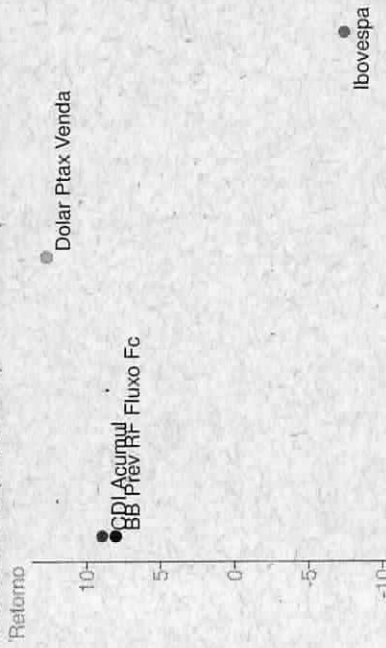 'Retorno
Dolar Ptax Venda
10
CDI Acumul
BB Prev RF Fluxo Fc
5
0
-5
Ibovespa
-10